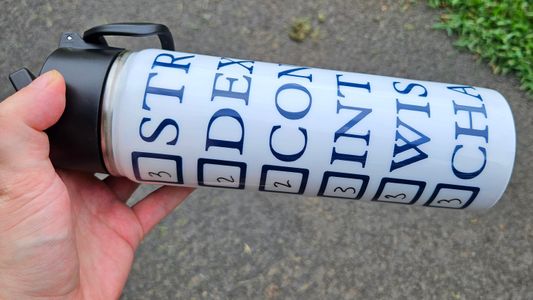 3 STR
2 DEX
2 CON
3 INT
3 WIS
3 CHA